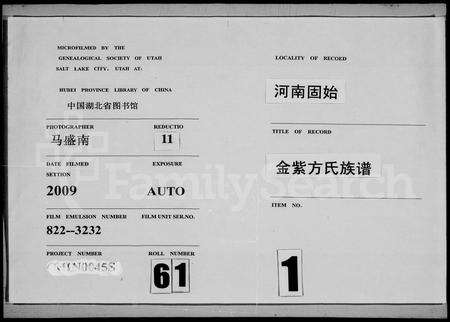 MICROFILMED BY THE
GENEALOGICAL SOCIETY OF UTAH
SALT LAKE CITY, UTAH AT:
HUBEI PROVINCE LIBRARY OF CHINA
中国湖北省图书馆
PHOTOGRAPHER REDUCTIO
马盛南 11
DATE FILMED EXPOSURE
SETTION
2009 AUTO
FILM EMULSION NUMBER FILM UNIT SER.NO.
822--3232
PROJECT NUMBER ROLL NUMBER
61
LOCALITY OF RECORD
河南固始
TITLE OF RECORD
金紫方氏族谱
ITEM NO.
1
FamilySearch